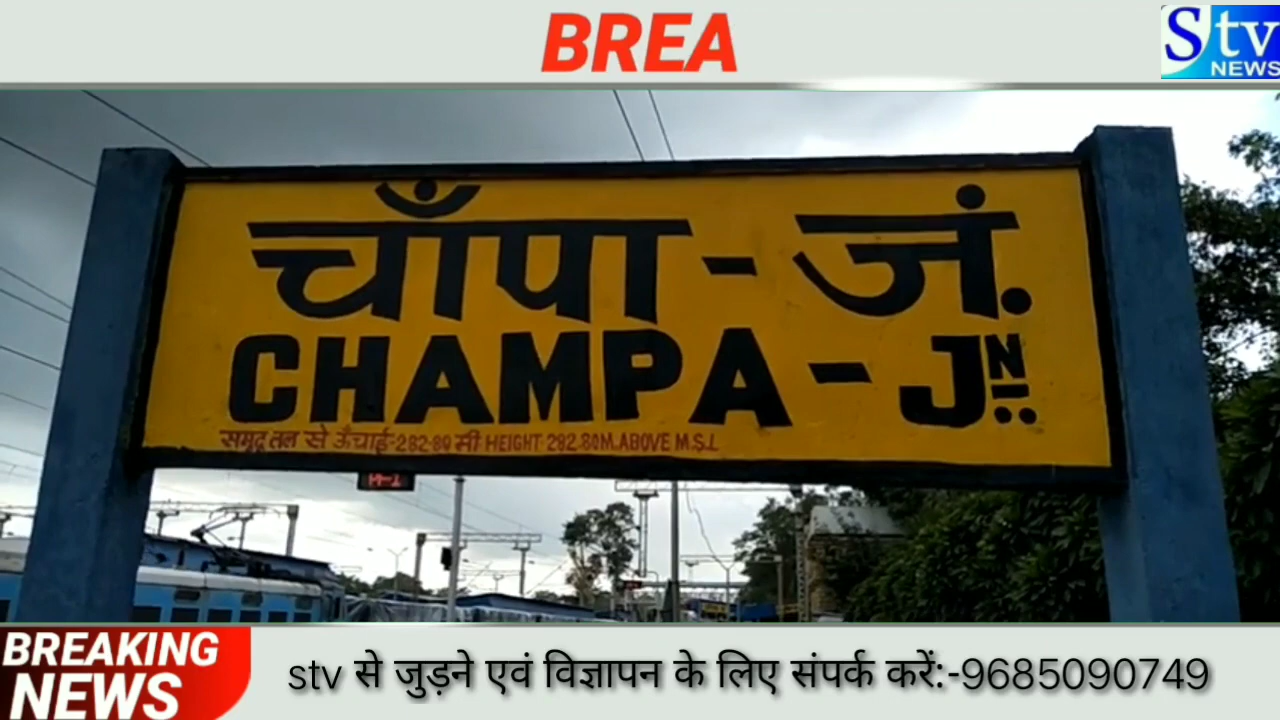 BREA
Stv
NEWS
चाँपा - जं.
CHAMPA - JN.
समुद्र तल से ऊँचाई-282-80 मी HEIGHT-282-80M.ABOVE M.S.L
BREAKING
NEWS
stv से जुड़ने एवं विज्ञापन के लिए संपर्क करें:-9685090749